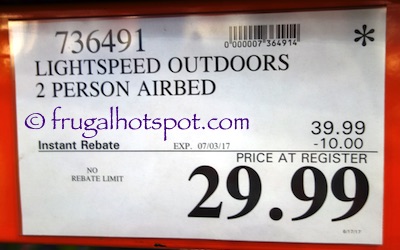 736491
0"000007"364914"
*
LIGHTSPEED OUTDOORS
2 PERSON AIRBED
© frugalhotspot.com
39.99
Instant Rebate EXP. 07/03/17 -10.00
PRICE AT REGISTER
NO
REBATE LIMIT
29.99